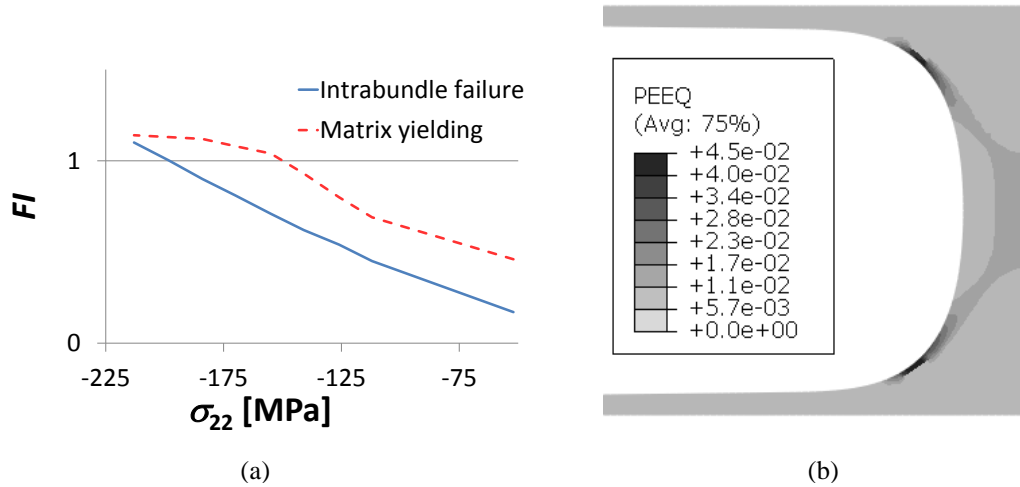 Intrabundle failure
Matrix yielding
1
0
FI
-225
-175
-125
-75
σ22 [MPa]
(a)
PEEQ
(Avg: 75%)
+4.5e-02
+4.0e-02
+3.4e-02
+2.8e-02
+2.3e-02
+1.7e-02
+1.1e-02
+5.7e-03
+0.0e+00
(b)